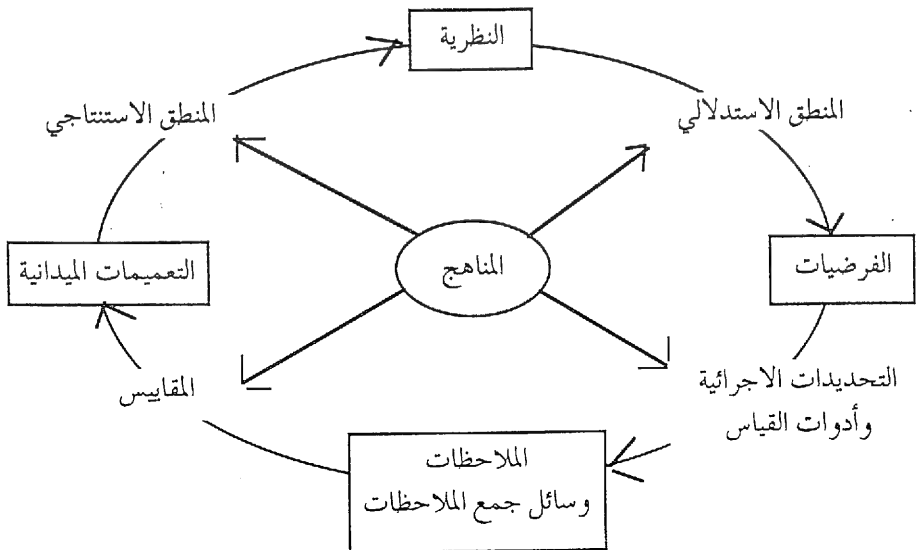 النظرية
المنطق الاستدلالي
المنطق الاستنتاجي
الفرضيات
المناهج
التعميمات الميدانية
التحديدات الاجرائية
وأدوات القياس
المقاييس
الملاحظات
وسائل جمع الملاحظات